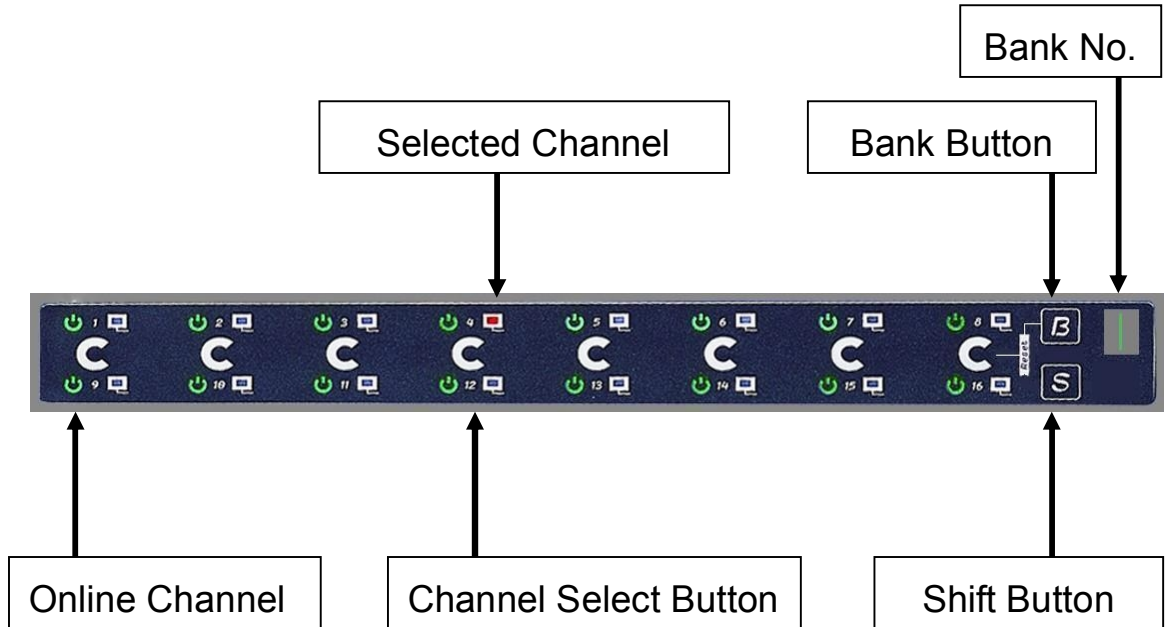 Bank No.
Selected Channel
Bank Button
1 2 3 4 5 6 7 8 B
C C C C C C C C
Reset
9 10 11 12 13 14 15 16 S
Online Channel
Channel Select Button
Shift Button